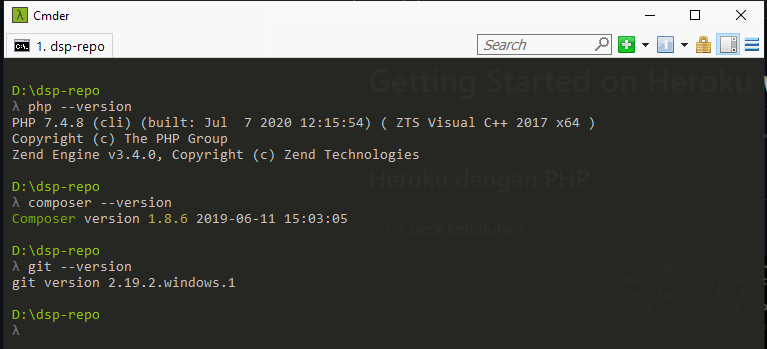 Cmder
1. dsp-repo
Search
D:\dsp-repo
λ php --version
PHP 7.4.8 (cli) (built: Jul  7 2020 12:15:54) ( ZTS Visual C++ 2017 x64 )
Copyright (c) The PHP Group
Zend Engine v3.4.0, Copyright (c) Zend Technologies
D:\dsp-repo
λ composer --version
Composer version 1.8.6 2019-06-11 15:03:05
D:\dsp-repo
λ git --version
git version 2.19.2.windows.1
D:\dsp-repo
λ
Getting Started on Heroku w
Heroku dengan PHP
1. Check kebutuhan